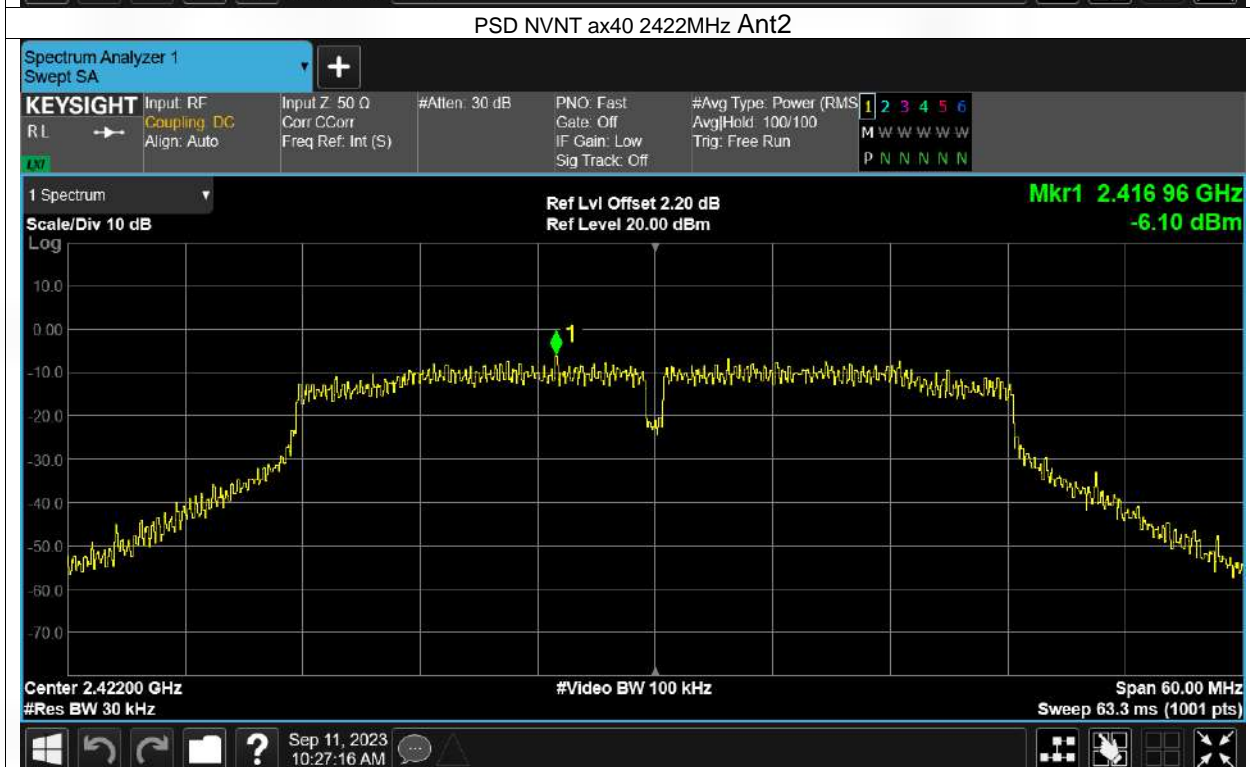 PSD NVNT ax40 2422MHz Ant2
Spectrum Analyzer 1
Swept SA
+
KEYSIGHT
RL
LXI
Input: RF
Coupling: DC
Align: Auto
Input Z: 50 Ω
Corr CCorr
Freq Ref: Int (S)
#Atten: 30 dB
PNO: Fast
Gate: Off
IF Gain: Low
Sig Track: Off
#Avg Type: Power (RMS
Avg|Hold: 100/100
Trig: Free Run
1 2 3 4 5 6
M W W W W W W
P N N N N N N
1 Spectrum
Scale/Div 10 dB
Log
Ref Lvl Offset 2.20 dB
Ref Level 20.00 dBm
Mkr1 2.416 96 GHz
-6.10 dBm
10.0
0.00
1
-10.0
-20.0
-30.0
-40.0
-50.0
-60.0
-70.0
Center 2.42200 GHz
#Res BW 30 kHz
#Video BW 100 kHz
Span 60.00 MHz
Sweep 63.3 ms (1001 pts)
?
Sep 11, 2023
10:27:16 AM